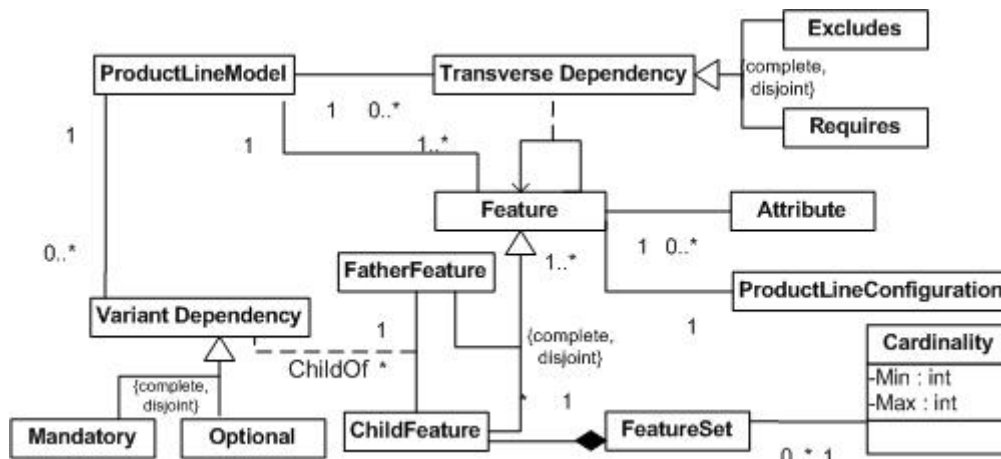 Excludes
ProductLineModel
Transverse Dependency
{complete,
disjoint}
1
0..*
Requires
1
1
1..*
Feature
Attribute
0..*
1
0..*
1..*
FatherFeature
ProductLineConfiguration
Variant Dependency
1
{complete,
disjoint}
1
Cardinality
ChildOf
*
-Min : int
-Max : int
{complete,
disjoint}
*
1
Mandatory
Optional
ChildFeature
FeatureSet
0..*
1